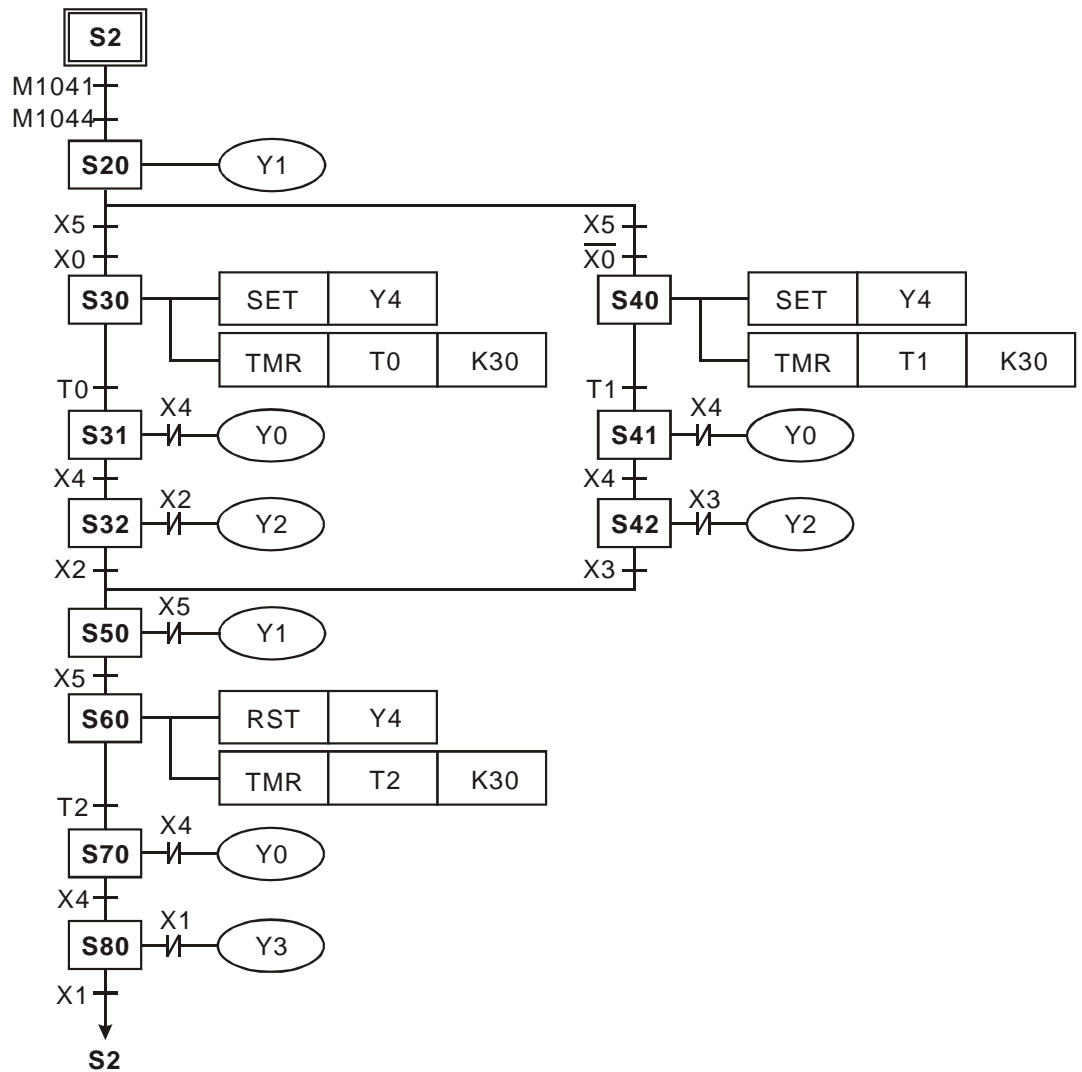 S2
M1041
M1044
S20 Y1
X5 X5
X0 X̅0̅
S30 SET Y4 S40 SET Y4
TMR T0 K30 TMR T1 K30
T0 T1
X4 X4
S31 Y0 S41 Y0
X4 X4
X2 X3
S32 Y2 S42 Y2
X2 X3
X5
S50 Y1
X5
S60 RST Y4
TMR T2 K30
T2
X4
S70 Y0
X4
X1
S80 Y3
X1
S2